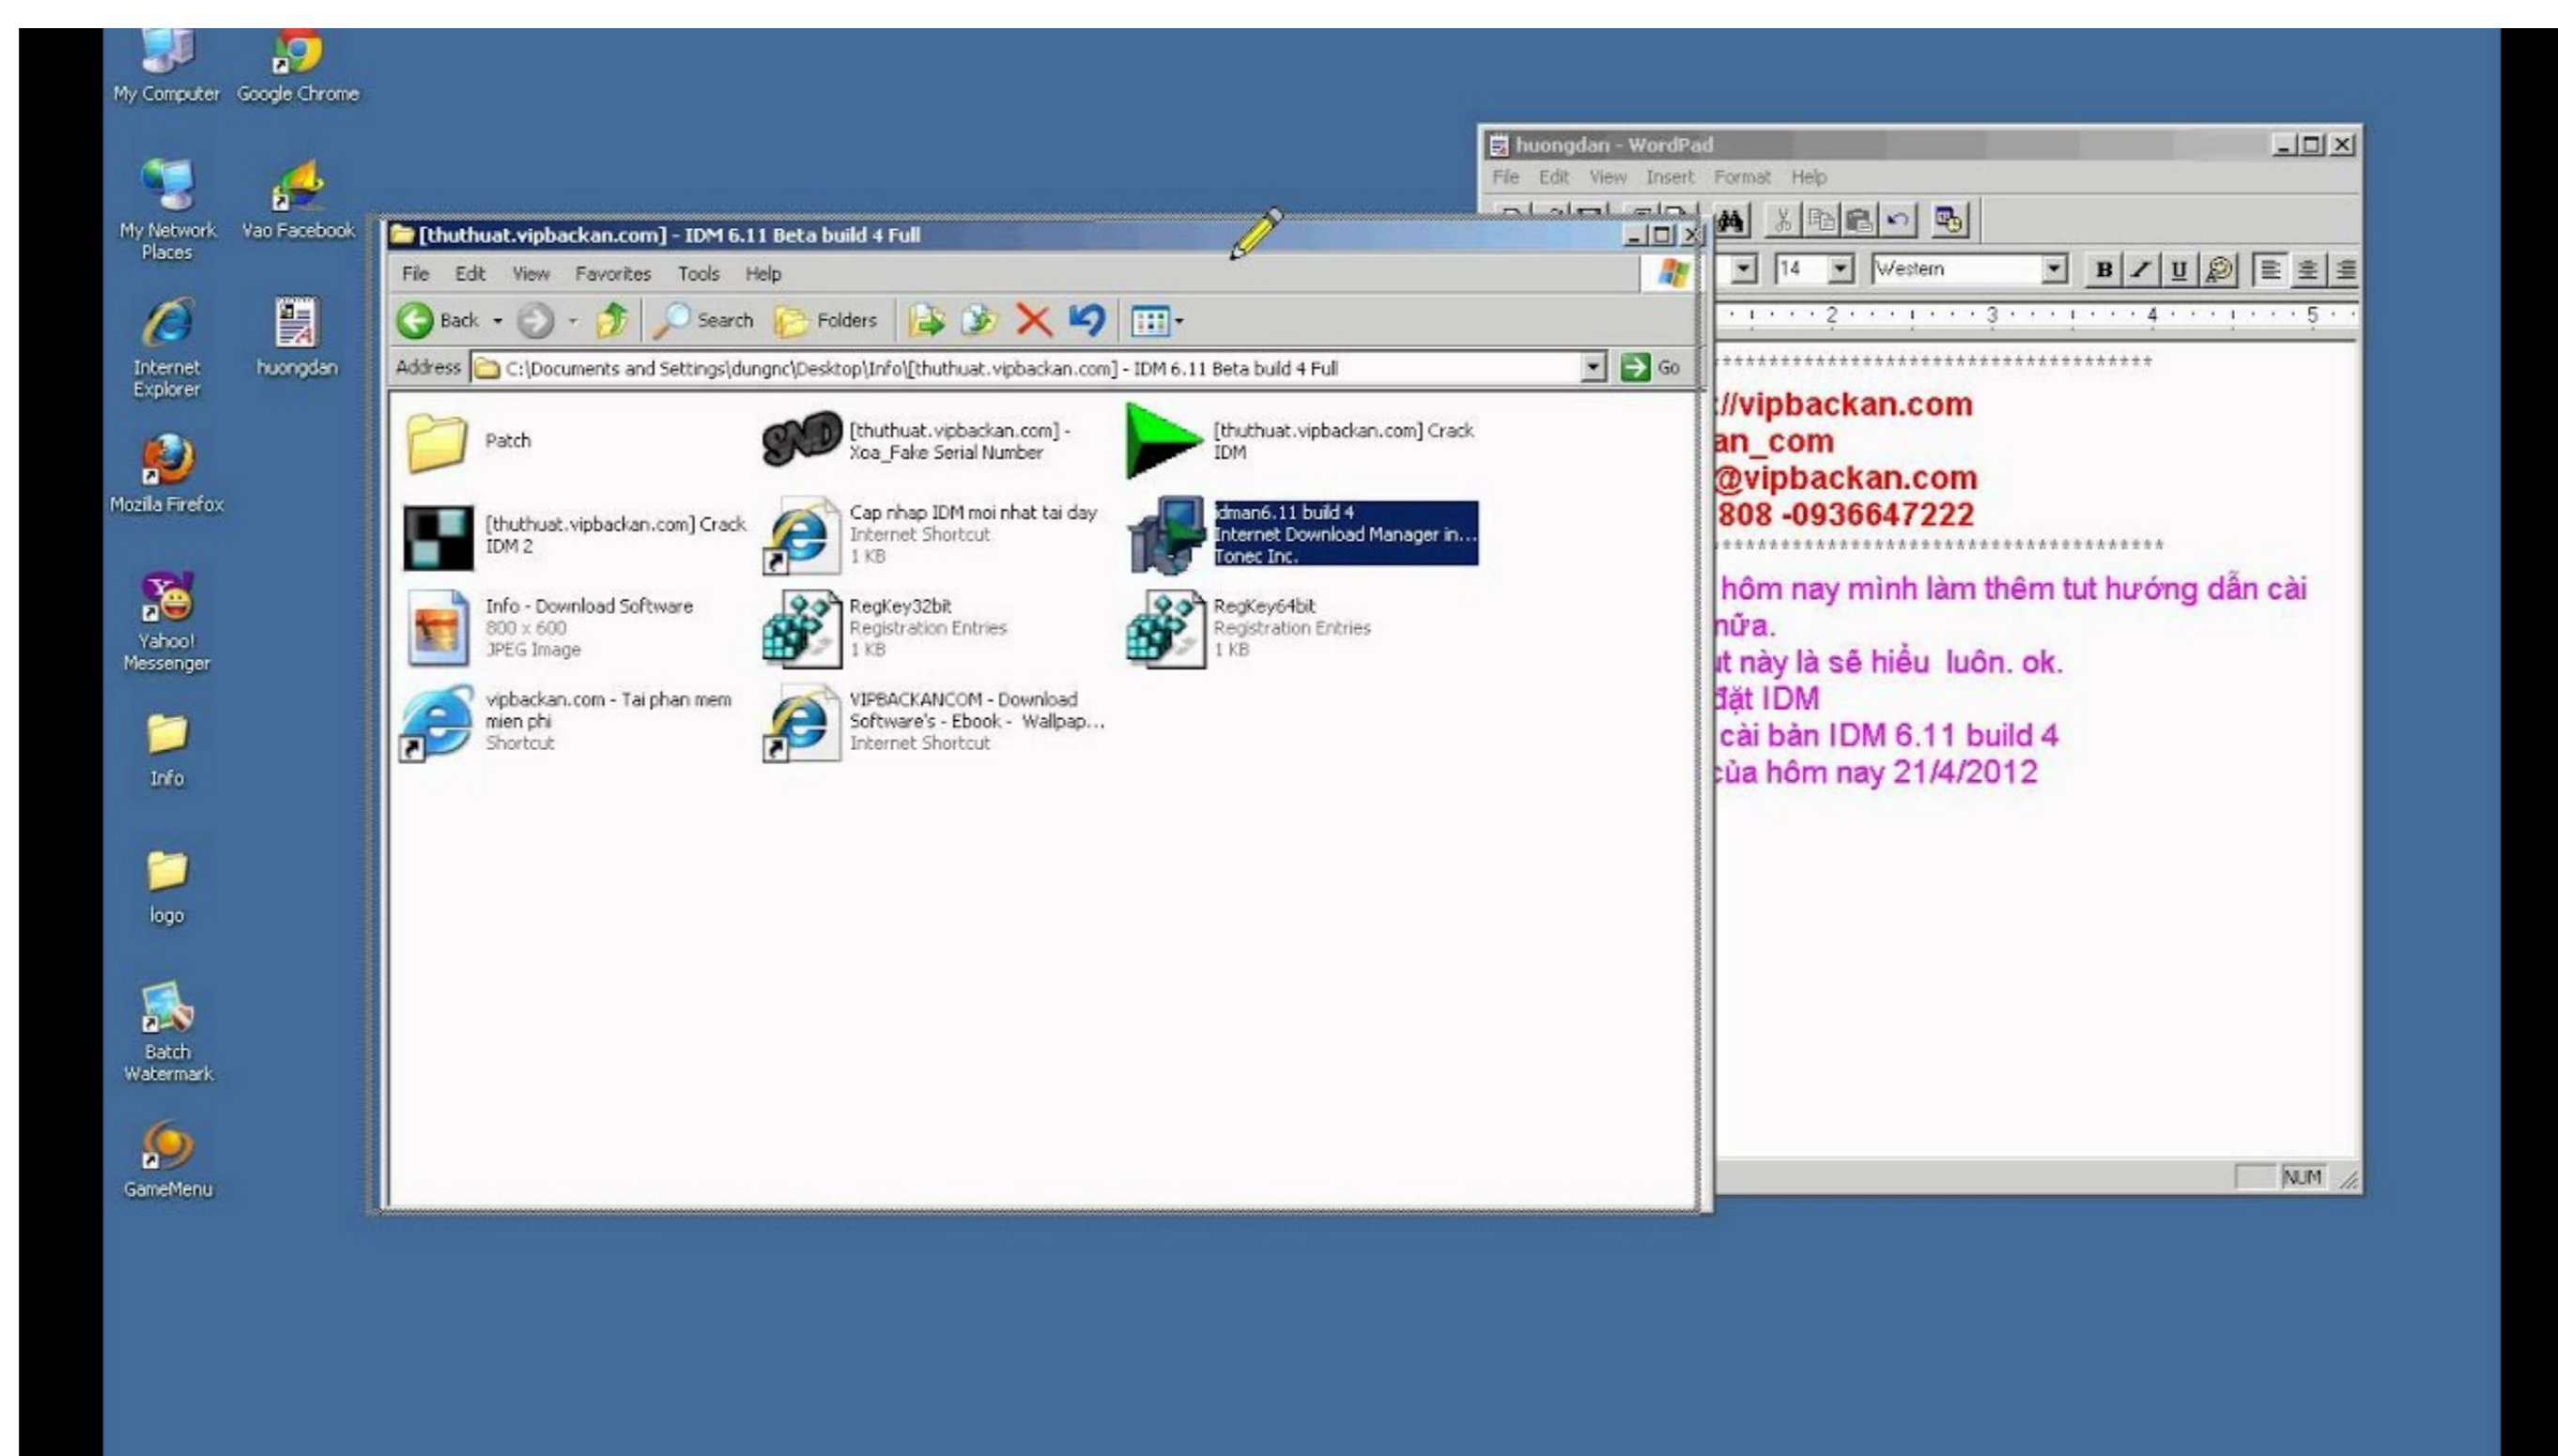 My Computer
Google Chrome
My Network
Places
Vao Facebook
Internet
Explorer
huongdan
Mozilla Firefox
Yahoo!
Messenger
Info
logo
Batch
Watermark
GameMenu
[thuthuat.vipbackan.com] - IDM 6.11 Beta build 4 Full
File Edit View Favorites Tools Help
Back Search Folders
Address C:\Documents and Settings\dungnc\Desktop\Info\[thuthuat.vipbackan.com] - IDM 6.11 Beta build 4 Full Go
Patch
[thuthuat.vipbackan.com] -
Xoa_Fake Serial Number
[thuthuat.vipbackan.com] Crack
IDM
[thuthuat.vipbackan.com] Crack
IDM 2
Cap nhap IDM moi nhat tai day
Internet Shortcut
1 KB
idman6.11 build 4
Internet Download Manager in...
Tonec Inc.
Info - Download Software
800 x 600
JPEG Image
RegKey32bit
Registration Entries
1 KB
RegKey64bit
Registration Entries
1 KB
vipbackan.com - Tai phan mem
mien phi
Shortcut
VIPBACKANCOM - Download
Software's - Ebook - Wallpap...
Internet Shortcut
huongdan - WordPad
File Edit View Insert Format Help
14 Western B / U
2 3 4 5
****************************************
://vipbackan.com
an_com
@vipbackan.com
808 -0936647222
****************************************
hôm nay mình làm thêm tut hướng dẫn cài
nữa.
ut này là sẽ hiểu luôn. ok.
đặt IDM
cài bản IDM 6.11 build 4
của hôm nay 21/4/2012
NUM